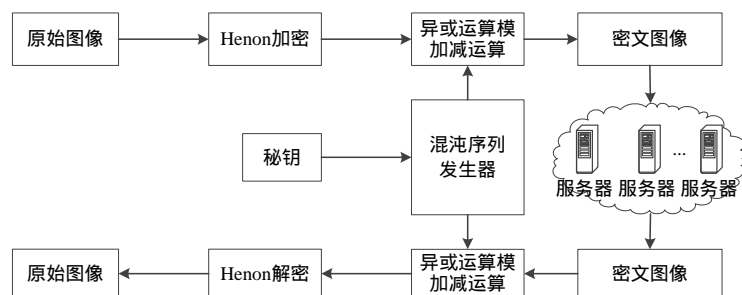 原始图像
Henon加密
异或运算模
加减运算
密文图像
秘钥
混沌序列
发生器
...
服务器 服务器 服务器
原始图像
Henon解密
异或运算模
加减运算
密文图像